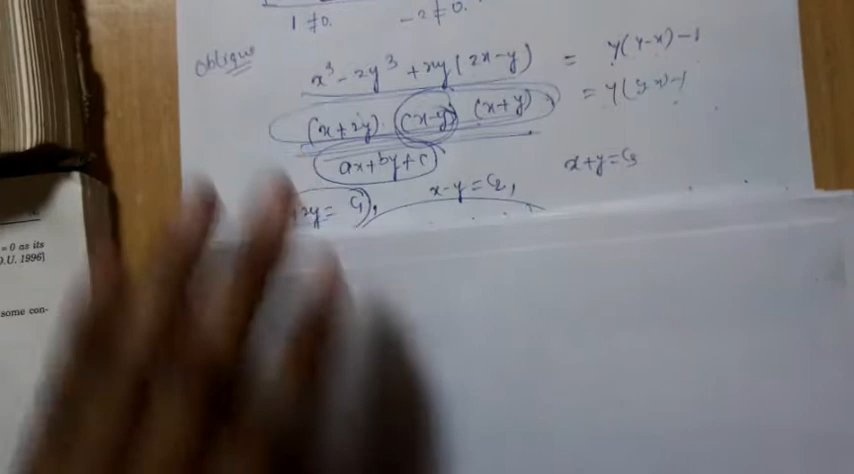 1 ≠ 0. -2 ≠ 0.
oblique
x³ - 2y³ + xy (2x-y) = y(y-x) - 1
(x+2y) (x-y) (x+y) = y(y-x)-1
ax+by+c
+2y = C₁, x-y = C₂, x+y = C₃
= 0 as its
D.U. 1996]
some con-